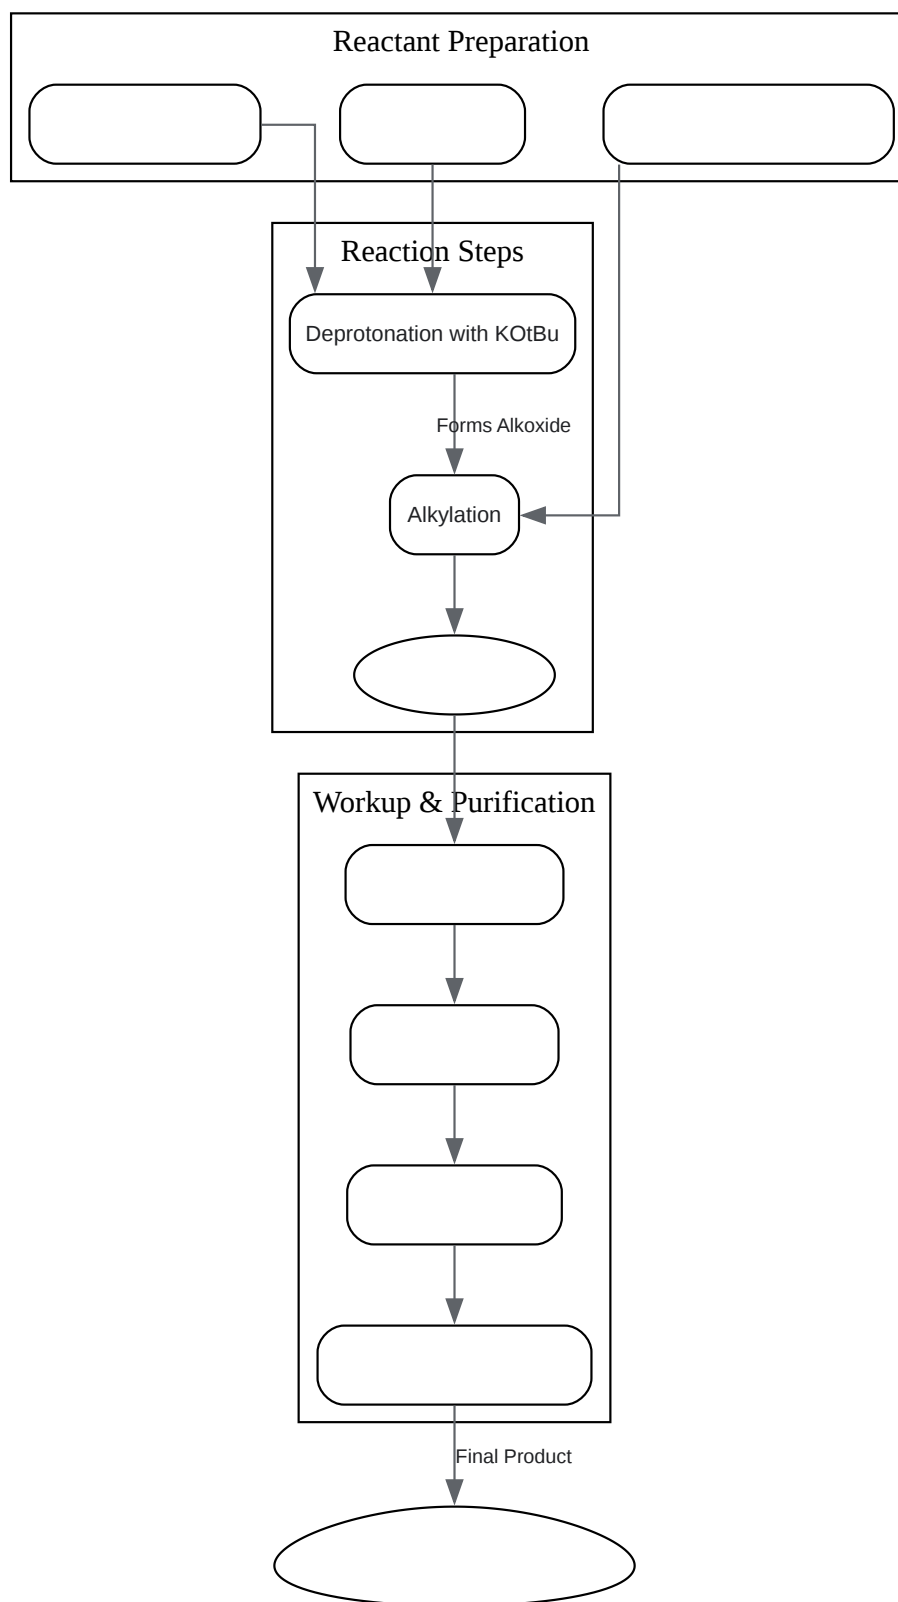 Reactant Preparation
Reaction Steps
Deprotonation with KOtBu
Forms Alkoxide
Alkylation
Workup & Purification
Final Product